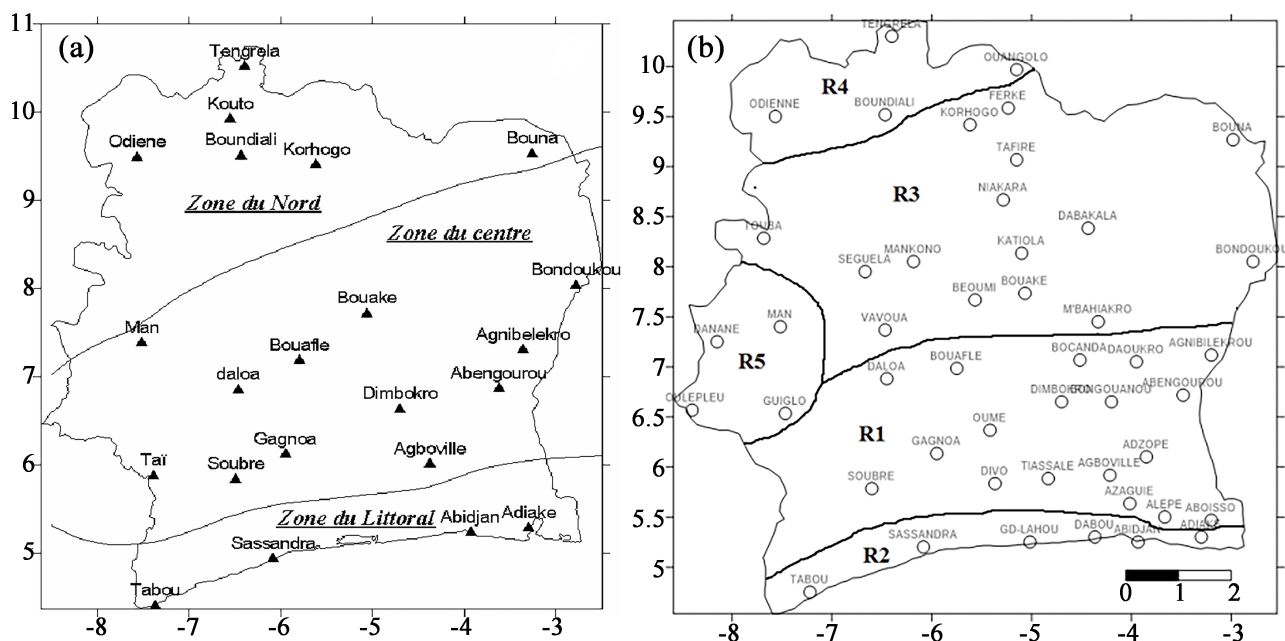 (a)
11
10
9
8
7
6
5
-8
-7
-6
-5
-4
-3
Tengrela
Kouto
Odiene
Boundiali
Korhogo
Bouna
Zone du Nord
Zone du centre
Bondoukou
Bouake
Man
Agnibelekro
Bouafle
daloa
Abengourou
Dimbokro
Gagnoa
Agboville
Taï
Soubre
Zone du Littoral
Abidjan
Adiake
Sassandra
Tabou
(b)
10
9.5
9
8.5
8
7.5
7
6.5
6
5.5
5
-8
-7
-6
-5
-4
-3
TENGRELA
OUANGOLO
R4
ODIENNE
BOUNDIALI
FERKE
KORHOGO
BOUNA
TAFIRE
R3
NIAKARA
DABAKALA
TOUBA
KATIOLA
MANKONO
SEGUELA
BONDOUKOU
BEOUMI
BOUAKE
MAN
VAVOUA
M'BAHIAKRO
DANANE
R5
BOCANDA
DAOUKRO
AGNIBILEKROU
BOUAFLE
DALOA
OULEPLEU
GUIGLO
DIMBOKRO
BONGOUANOU
ABENGOUROU
R1
OUME
GAGNOA
ADZOPE
SOUBRE
DIVO
TIASSALE
AGBOVILLE
AZAGUIE
ALEPE
ABOISSO
SASSANDRA
GD-LAHOU
DABOU
ABIDJAN
ADIAKE
R2
TABOU
0
1
2